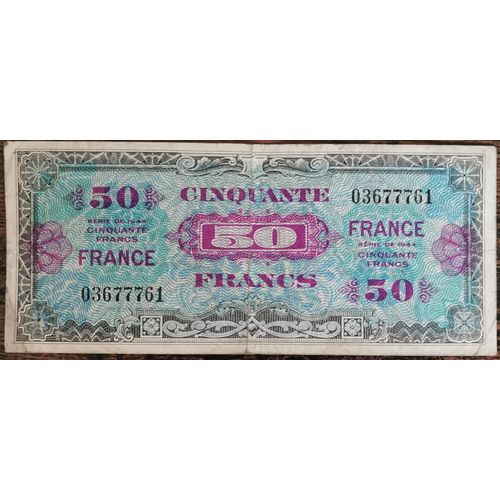 50
SÉRIE DE 1944
CINQUANTE
FRANCS
FRANCE
03677761
CINQUANTE
50
FRANCS
03677761
FRANCE
SÉRIE DE 1944
CINQUANTE
FRANCS
50